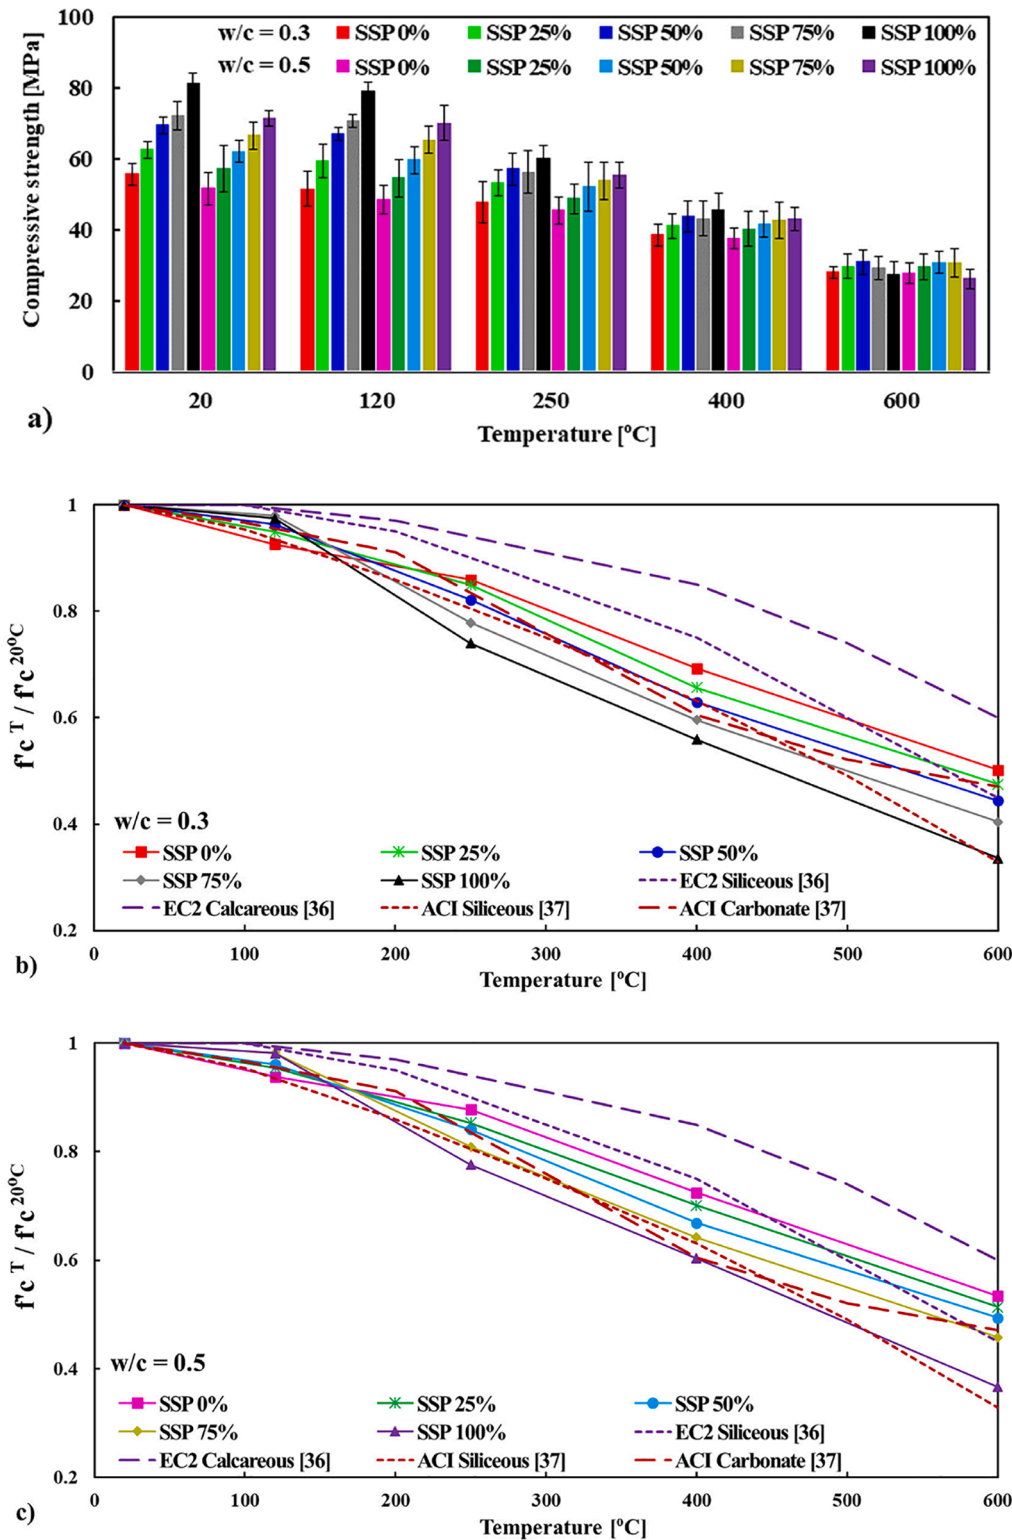 100
80
60
40
20
0
Compressive strength [MPa]
w/c = 0.3 SSP 0% SSP 25% SSP 50% SSP 75% SSP 100%
w/c = 0.5 SSP 0% SSP 25% SSP 50% SSP 75% SSP 100%
20 120 250 400 600
a)
Temperature [°C]
1
0.8
0.6
0.4
0.2
f'c T / f'c 20°C
w/c = 0.3
SSP 0% SSP 25% SSP 50%
SSP 75% SSP 100% EC2 Siliceous [36]
EC2 Calcareous [36] ACI Siliceous [37] ACI Carbonate [37]
0 100 200 300 400 500 600
b)
Temperature [°C]
1
0.8
0.6
0.4
0.2
f'c T / f'c 20°C
w/c = 0.5
SSP 0% SSP 25% SSP 50%
SSP 75% SSP 100% EC2 Siliceous [36]
EC2 Calcareous [36] ACI Siliceous [37] ACI Carbonate [37]
0 100 200 300 400 500 600
c)
Temperature [°C]